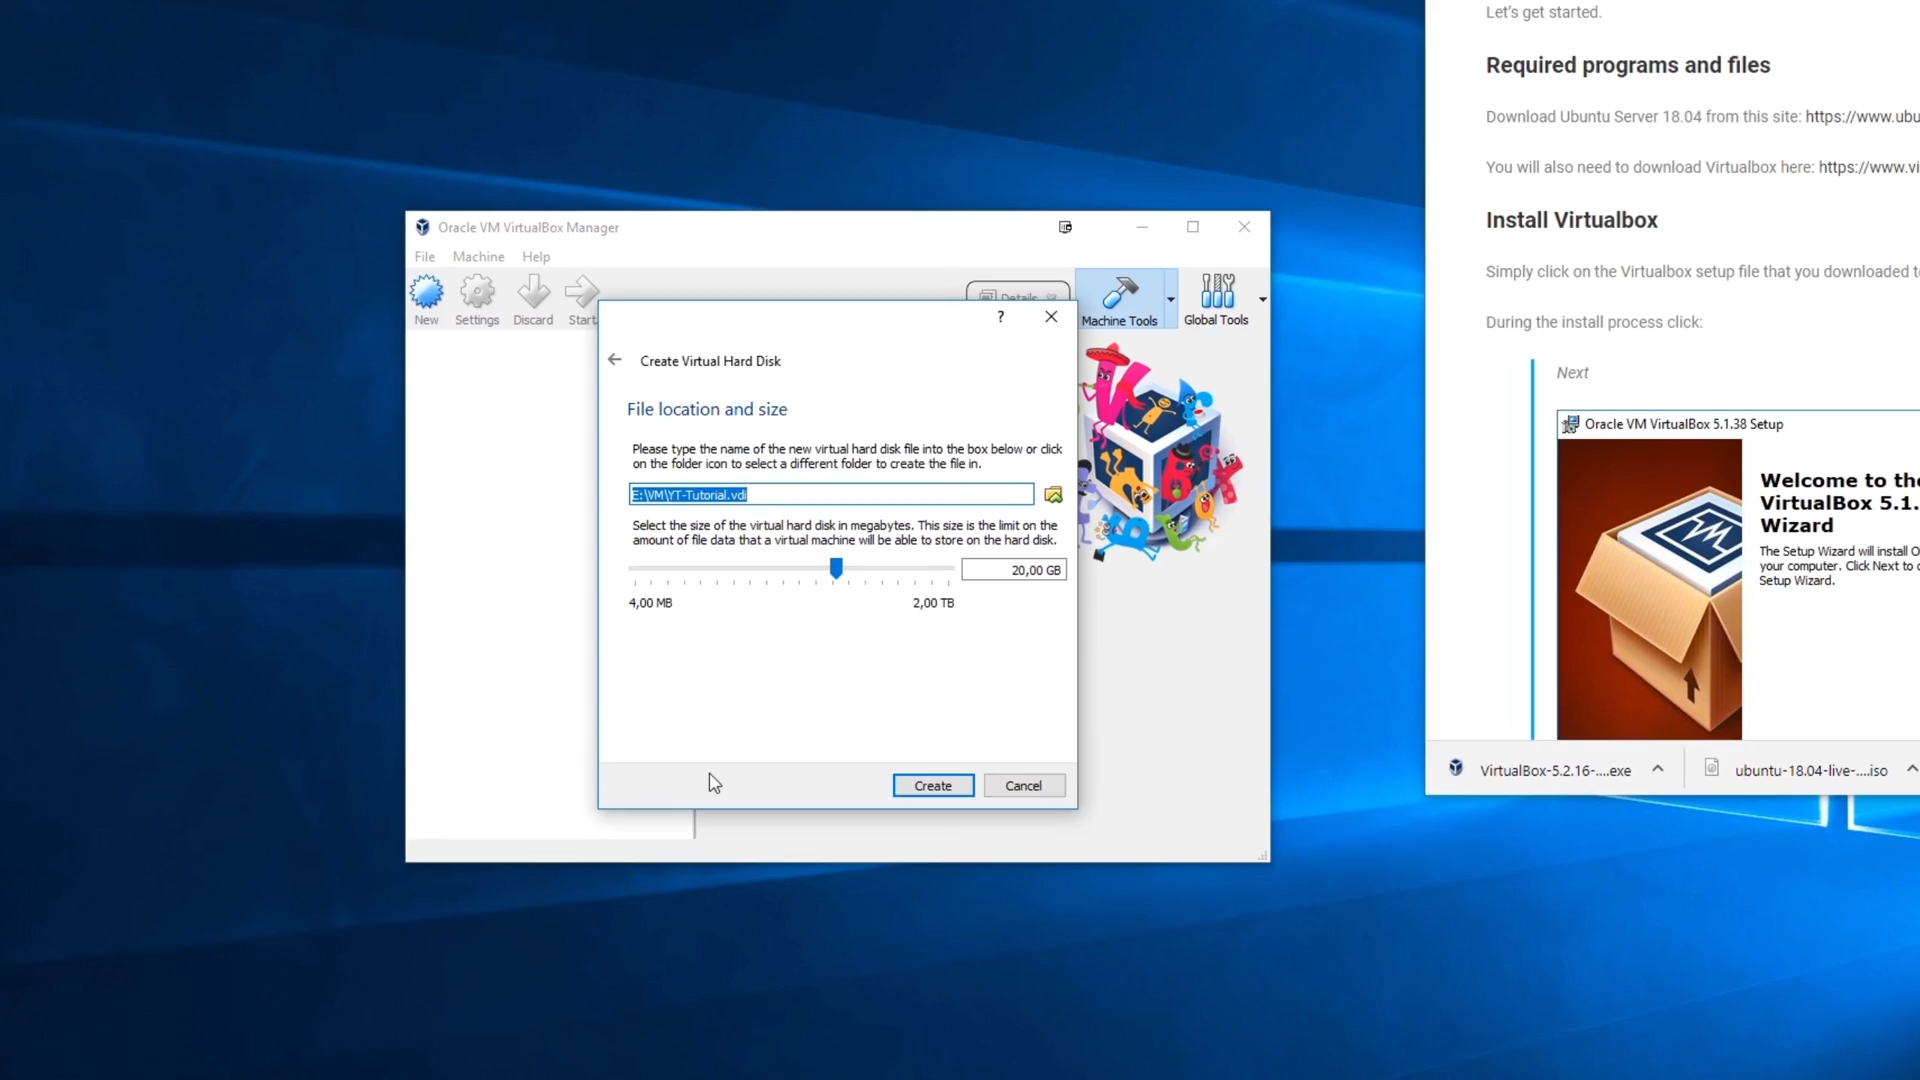 Oracle VM VirtualBox Manager
File
Machine
Help
New
Settings
Discard
Start
Details
Machine Tools
Global Tools
?
Create Virtual Hard Disk
File location and size
Please type the name of the new virtual hard disk file into the box below or click
on the folder icon to select a different folder to create the file in.
E:\VM\YT-Tutorial.vdi
Select the size of the virtual hard disk in megabytes. This size is the limit on the
amount of file data that a virtual machine will be able to store on the hard disk.
20,00 GB
4,00 MB
2,00 TB
Create
Cancel
Let's get started.
Required programs and files
Download Ubuntu Server 18.04 from this site: https://www.ubu
You will also need to download Virtualbox here: https://www.vi
Install Virtualbox
Simply click on the Virtualbox setup file that you downloaded t
During the install process click:
Next
Oracle VM VirtualBox 5.1.38 Setup
Welcome to the
VirtualBox 5.1.
Wizard
The Setup Wizard will install O
your computer. Click Next to c
Setup Wizard.
VirtualBox-5.2.16-....exe
ubuntu-18.04-live-....iso